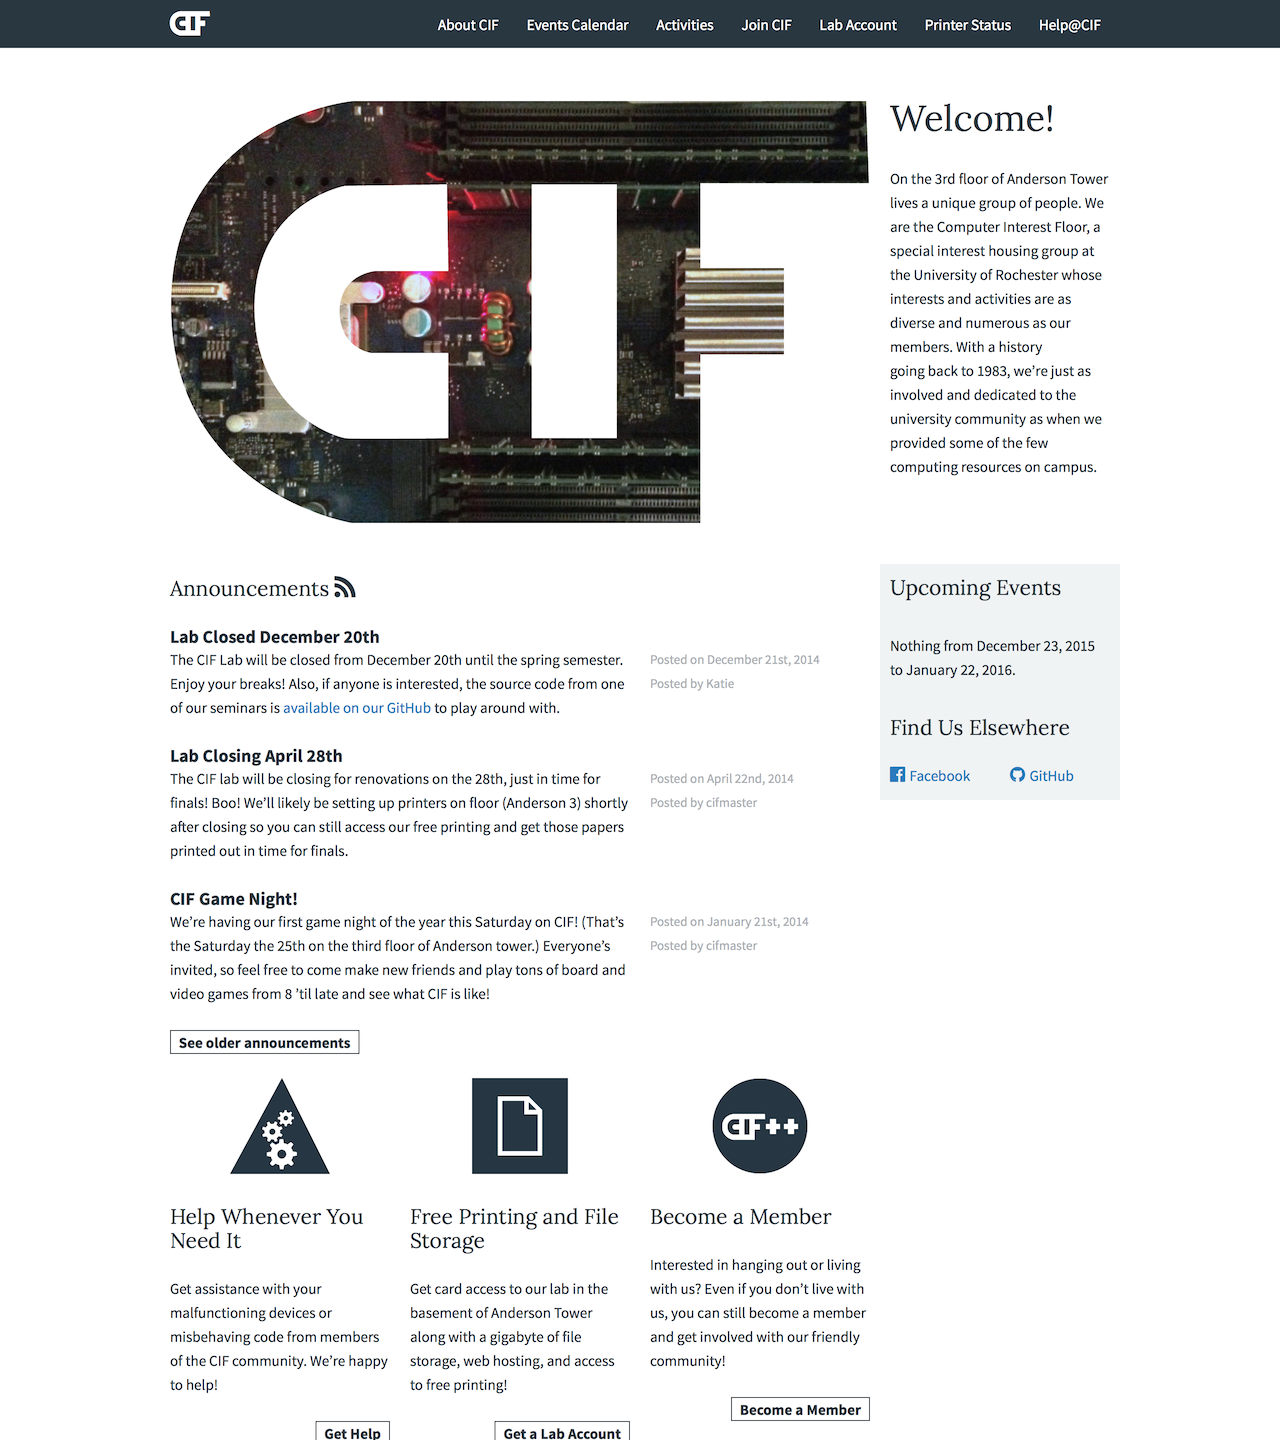 CIF
About CIF
Events Calendar
Activities
Join CIF
Lab Account
Printer Status
Help@CIF
CIF
Welcome!
On the 3rd floor of Anderson Tower
lives a unique group of people. We
are the Computer Interest Floor, a
special interest housing group at
the University of Rochester whose
interests and activities are as
diverse and numerous as our
members. With a history
going back to 1983, we’re just as
involved and dedicated to the
university community as when we
provided some of the few
computing resources on campus.
Announcements
Lab Closed December 20th
The CIF Lab will be closed from December 20th until the spring semester.
Enjoy your breaks! Also, if anyone is interested, the source code from one
of our seminars is available on our GitHub to play around with.
Posted on December 21st, 2014
Posted by Katie
Lab Closing April 28th
The CIF lab will be closing for renovations on the 28th, just in time for
finals! Boo! We’ll likely be setting up printers on floor (Anderson 3) shortly
after closing so you can still access our free printing and get those papers
printed out in time for finals.
Posted on April 22nd, 2014
Posted by cifmaster
CIF Game Night!
We’re having our first game night of the year this Saturday on CIF! (That’s
the Saturday the 25th on the third floor of Anderson tower.) Everyone’s
invited, so feel free to come make new friends and play tons of board and
video games from 8 ’til late and see what CIF is like!
Posted on January 21st, 2014
Posted by cifmaster
See older announcements
Upcoming Events
Nothing from December 23, 2015
to January 22, 2016.
Find Us Elsewhere
Facebook
GitHub
Help Whenever You
Need It
Get assistance with your
malfunctioning devices or
misbehaving code from members
of the CIF community. We’re happy
to help!
Get Help
Free Printing and File
Storage
Get card access to our lab in the
basement of Anderson Tower
along with a gigabyte of file
storage, web hosting, and access
to free printing!
Get a Lab Account
CIF++
Become a Member
Interested in hanging out or living
with us? Even if you don’t live with
us, you can still become a member
and get involved with our friendly
community!
Become a Member